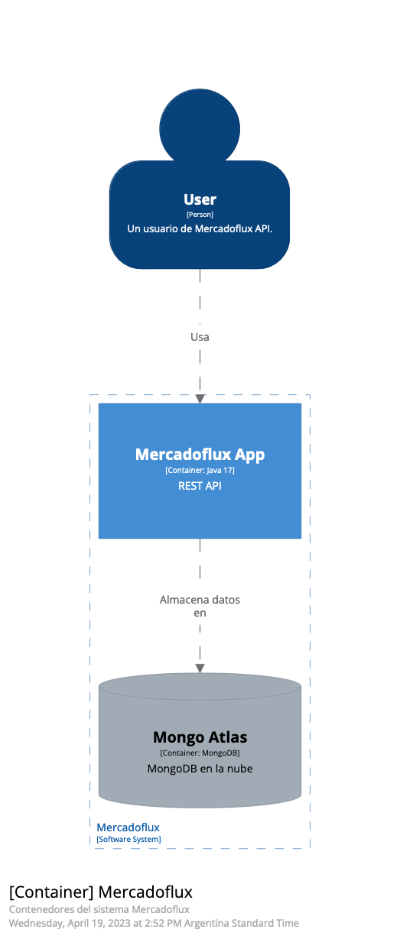 User
[Person]
Un usuario de Mercadoflux API.
Usa
Mercadoflux App
[Container: Java 17]
REST API
Almacena datos
en
Mongo Atlas
[Container: MongoDB]
MongoDB en la nube
Mercadoflux
[Software System]
[Container] Mercadoflux
Contenedores del sistema Mercadoflux
Wednesday, April 19, 2023 at 2:52 PM Argentina Standard Time